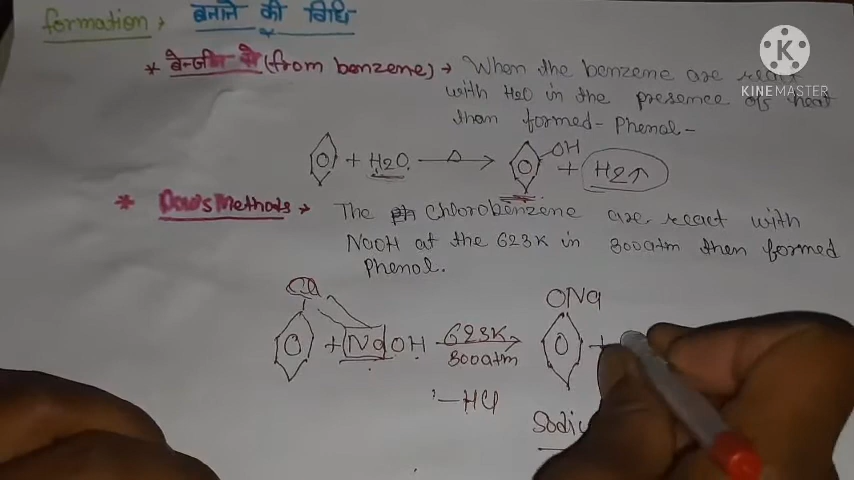 formation, बनाने की विधि
* बेन्जीन से (from benzene) → When the benzene are react
with H2O in the presence of heat
than formed - Phenol -
KINEMASTER
+ H2O Δ → OH + H2↑
* Dow's Methods → The Chlorobenzene are react with
NaOH at the 623K in 300atm then formed
Phenol.
Cl ONa
+ NaOH 623K → +
300atm
- HCl
Sodiu